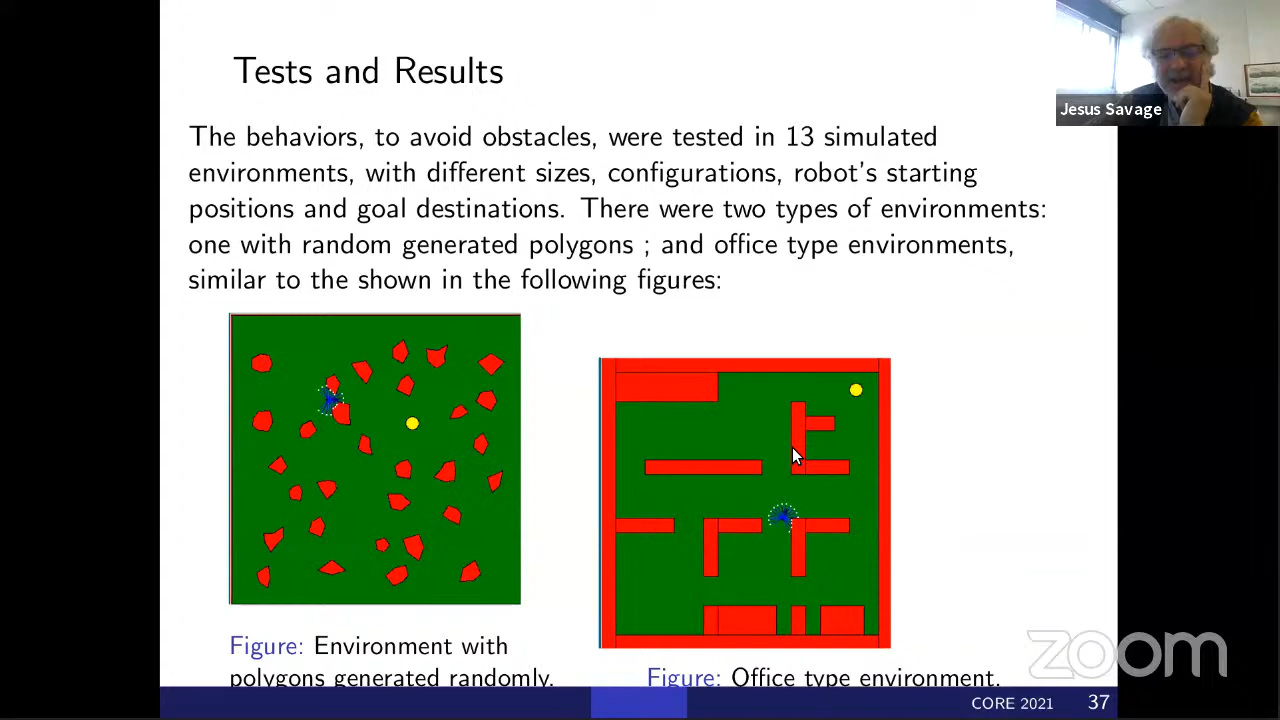 Tests and Results
Jesus Savage
The behaviors, to avoid obstacles, were tested in 13 simulated
environments, with different sizes, configurations, robot's starting
positions and goal destinations. There were two types of environments:
one with random generated polygons ; and office type environments,
similar to the shown in the following figures:
Figure: Environment with
polygons generated randomly.
Figure: Office type environment.
zoom
CORE 2021 37